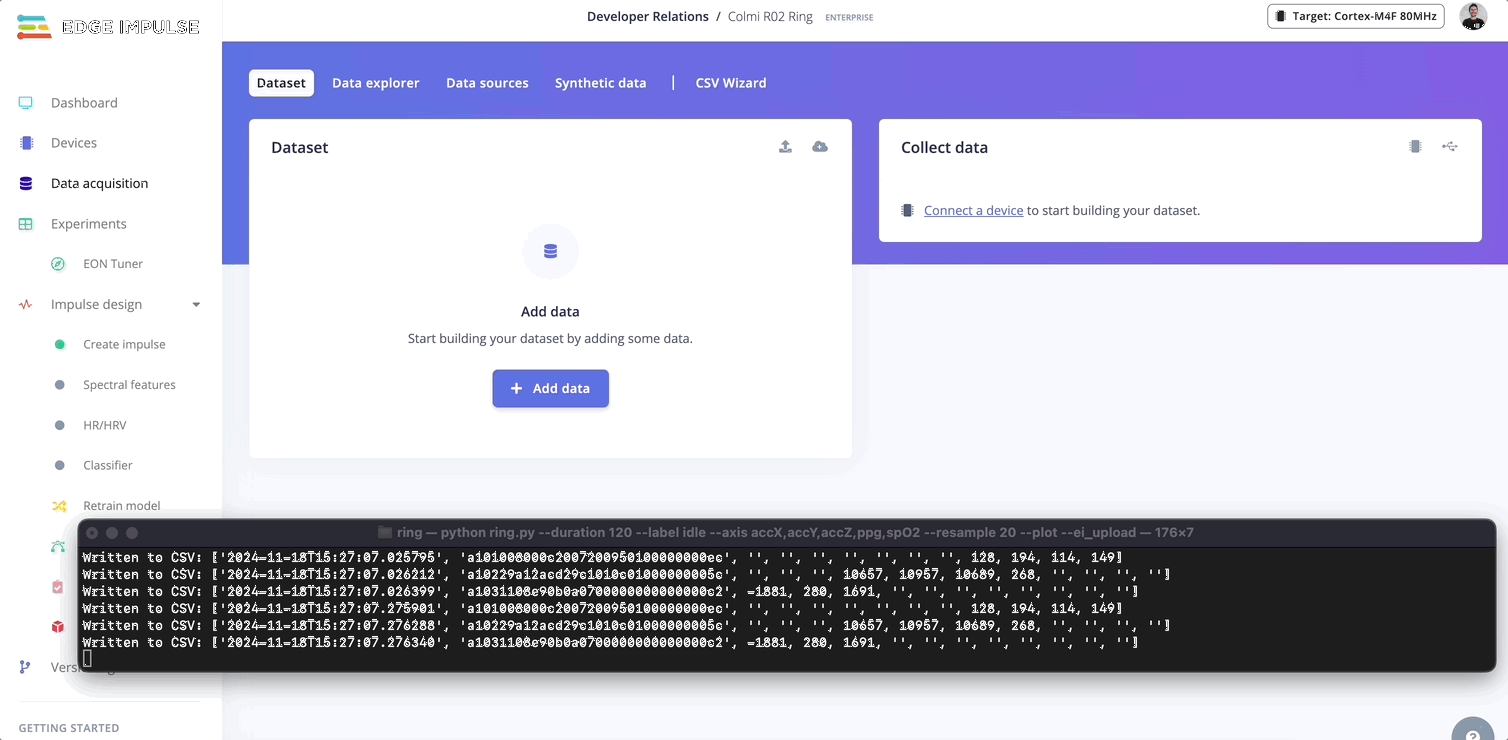 EDGE IMPULSE
Developer Relations / Colmi R02 Ring ENTERPRISE
Target: Cortex-M4F 80MHz
Dashboard
Devices
Data acquisition
Experiments
EON Tuner
Impulse design
Create impulse
Spectral features
HR/HRV
Classifier
Retrain model
GETTING STARTED
Dataset Data explorer Data sources Synthetic data | CSV Wizard
Dataset
Add data
Start building your dataset by adding some data.
+ Add data
Collect data
Connect a device to start building your dataset.
ring — python ring.py --duration 120 --label idle --axis accX,accY,accZ,ppg,spO2 --resample 20 --plot --ei_upload — 176×7
Written to CSV: ['2024-11-18T15:27:07.025795', 'a101008000c2007200950100000000ec', '', '', '', '', '', '', '', 128, 194, 114, 149]
Written to CSV: ['2024-11-18T15:27:07.026212', 'a10229a12acd29c1010c01000000005c', '', '', '', 10657, 10957, 10689, 268, '', '', '', '']
Written to CSV: ['2024-11-18T15:27:07.026399', 'a1031108e90b0a0700000000000000c2', -1881, 280, 1691, '', '', '', '', '', '', '', '']
Written to CSV: ['2024-11-18T15:27:07.275901', 'a101008000c2007200950100000000ec', '', '', '', '', '', '', '', 128, 194, 114, 149]
Written to CSV: ['2024-11-18T15:27:07.276288', 'a10229a12acd29c1010c01000000005c', '', '', '', 10657, 10957, 10689, 268, '', '', '', '']
Written to CSV: ['2024-11-18T15:27:07.276340', 'a1031108e90b0a0700000000000000c2', -1881, 280, 1691, '', '', '', '', '', '', '', '']
?